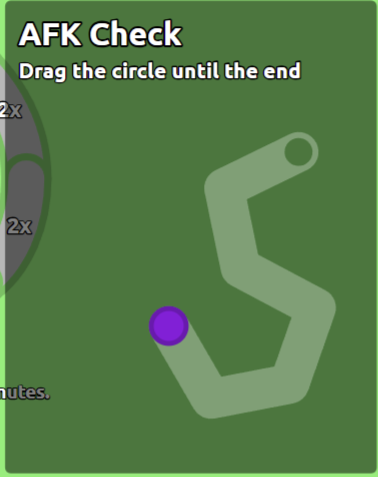 AFK Check
Drag the circle until the end
2x
2x
nutes.